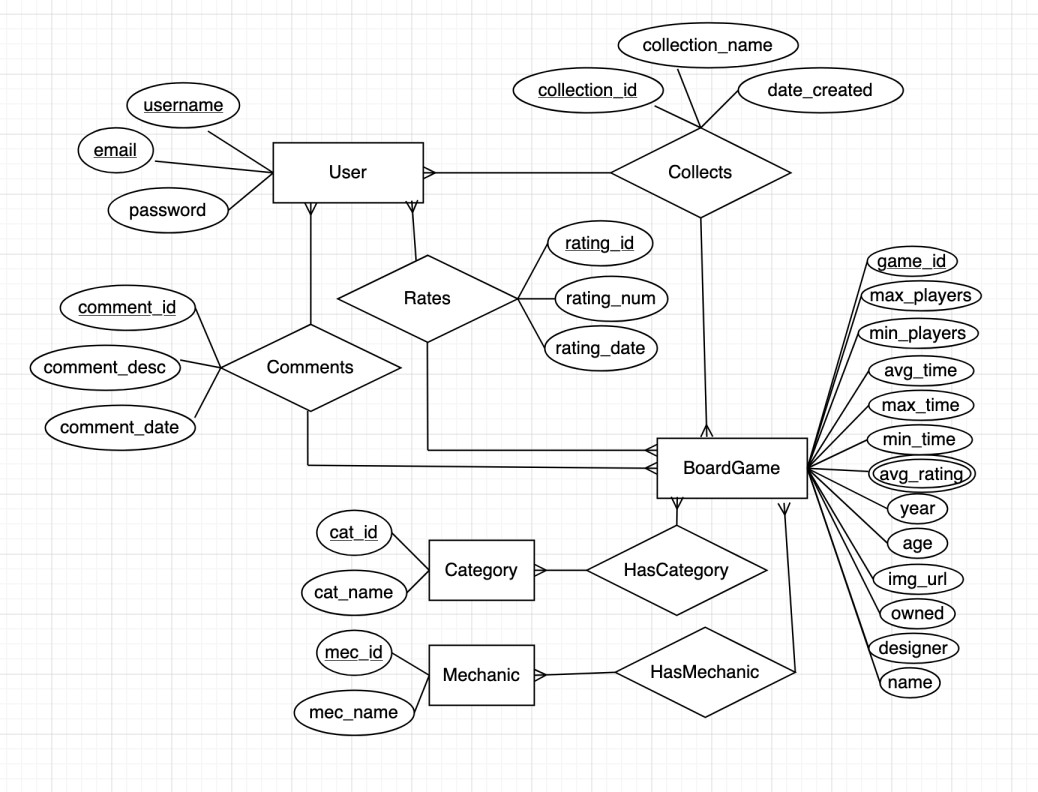 collection_name
collection_id
date_created
username
email
password
User
Collects
rating_id
rating_num
rating_date
Rates
comment_id
comment_desc
comment_date
Comments
game_id
max_players
min_players
avg_time
max_time
min_time
avg_rating
year
age
img_url
owned
designer
name
BoardGame
cat_id
cat_name
Category
HasCategory
mec_id
mec_name
Mechanic
HasMechanic